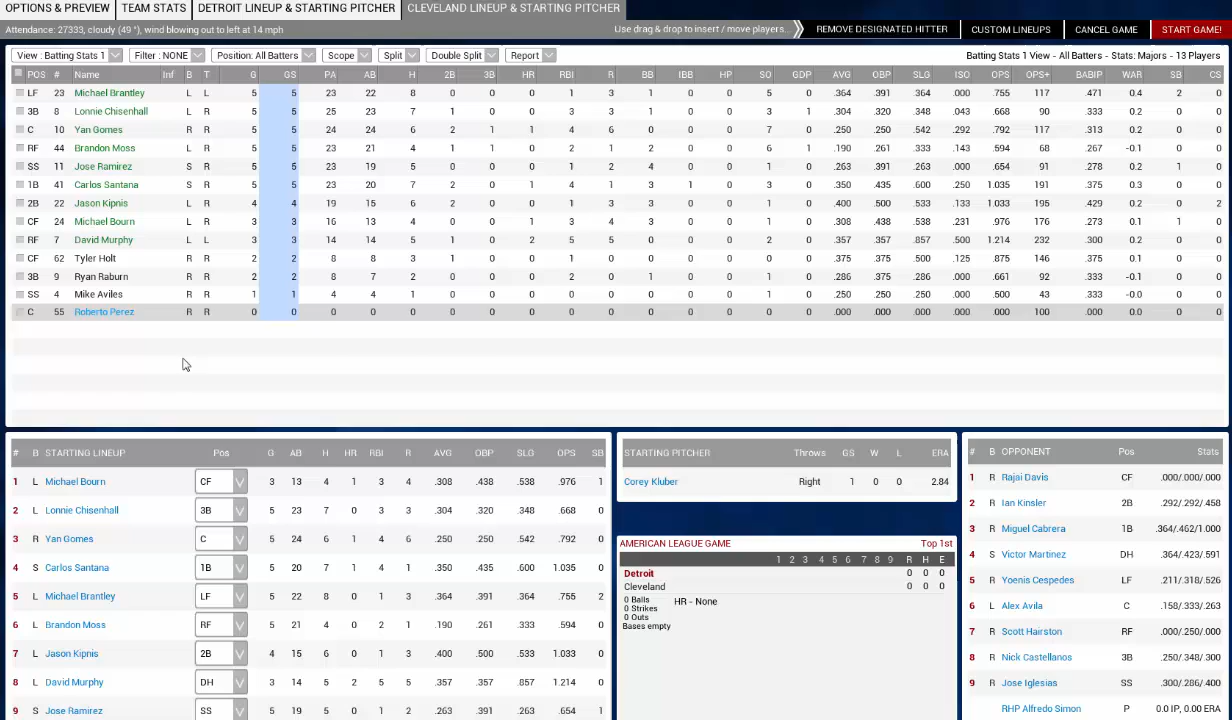 OPTIONS & PREVIEW TEAM STATS DETROIT LINEUP & STARTING PITCHER CLEVELAND LINEUP & STARTING PITCHER
Attendance: 27333, cloudy (49 °), wind blowing out to left at 14 mph Use drag & drop to insert / move players... REMOVE DESIGNATED HITTER CUSTOM LINEUPS CANCEL GAME START GAME!
View : Batting Stats 1 Filter : NONE Position: All Batters Scope Split Double Split Report Batting Stats 1 View - All Batters - Stats: Majors - 13 Players
POS # Name Inf B T G GS PA AB H 2B 3B HR RBI R BB IBB HP SO GDP AVG OBP SLG ISO OPS OPS+ BABIP WAR SB CS
LF 23 Michael Brantley L L 5 5 23 22 8 0 0 0 1 3 1 0 0 5 0 .364 .391 .364 .000 .755 117 .471 0.4 2 0
3B 8 Lonnie Chisenhall L R 5 5 25 23 7 1 0 0 3 3 1 0 0 3 1 .304 .320 .348 .043 .668 90 .333 0.2 0 0
C 10 Yan Gomes R R 5 5 24 24 6 2 1 1 4 6 0 0 0 7 0 .250 .250 .542 .292 .792 117 .313 0.2 0 0
RF 44 Brandon Moss L R 5 5 23 21 4 1 1 0 2 1 2 0 0 6 1 .190 .261 .333 .143 .594 68 .267 -0.1 0 0
SS 11 Jose Ramirez S R 5 5 23 19 5 0 0 0 1 2 4 0 0 1 0 .263 .391 .263 .000 .654 91 .278 0.2 1 0
1B 41 Carlos Santana S R 5 5 23 20 7 2 0 1 4 1 3 1 0 3 0 .350 .435 .600 .250 1.035 191 .375 0.3 0 0
2B 22 Jason Kipnis L R 4 4 19 15 6 2 0 0 1 3 3 0 0 1 0 .400 .500 .533 .133 1.033 195 .429 0.2 0 2
CF 24 Michael Bourn L R 3 3 16 13 4 0 0 1 3 4 3 0 0 1 0 .308 .438 .538 .231 .976 176 .273 0.1 1 0
RF 7 David Murphy L L 3 3 14 14 5 1 0 2 5 5 0 0 0 2 0 .357 .357 .857 .500 1.214 232 .300 0.2 0 0
CF 62 Tyler Holt R R 2 2 8 8 3 1 0 0 0 0 0 0 0 0 0 .375 .375 .500 .125 .875 146 .375 0.1 0 0
3B 9 Ryan Raburn R R 2 2 8 7 2 0 0 0 2 0 1 0 0 1 0 .286 .375 .286 .000 .661 92 .333 -0.1 0 0
SS 4 Mike Aviles R R 1 1 4 4 1 0 0 0 0 0 0 0 0 1 0 .250 .250 .250 .000 .500 43 .333 -0.0 0 0
C 55 Roberto Perez R R 0 0 0 0 0 0 0 0 0 0 0 0 0 0 0 .000 .000 .000 .000 .000 100 .000 0.0 0 0
# B STARTING LINEUP Pos G AB H HR RBI R AVG OBP SLG OPS SB
1 L Michael Bourn CF 3 13 4 1 3 4 .308 .438 .538 .976 1
2 L Lonnie Chisenhall 3B 5 23 7 0 3 3 .304 .320 .348 .668 0
3 R Yan Gomes C 5 24 6 1 4 6 .250 .250 .542 .792 0
4 S Carlos Santana 1B 5 20 7 1 4 1 .350 .435 .600 1.035 0
5 L Michael Brantley LF 5 22 8 0 1 3 .364 .391 .364 .755 2
6 L Brandon Moss RF 5 21 4 0 2 1 .190 .261 .333 .594 0
7 L Jason Kipnis 2B 4 15 6 0 1 3 .400 .500 .533 1.033 0
8 L David Murphy DH 3 14 5 2 5 5 .357 .357 .857 1.214 0
9 S Jose Ramirez SS 5 19 5 0 1 2 .263 .391 .263 .654 1
STARTING PITCHER Throws GS W L ERA
Corey Kluber Right 1 0 0 2.84
AMERICAN LEAGUE GAME Top 1st
1 2 3 4 5 6 7 8 9 R H E
Detroit 0 0 0
Cleveland 0 0 0
0 Balls HR - None
0 Strikes
0 Outs
Bases empty
# B OPPONENT Pos Stats
1 R Rajai Davis CF .000/.000/.000
2 R Ian Kinsler 2B .292/.292/.458
3 R Miguel Cabrera 1B .364/.462/1.000
4 S Victor Martinez DH .364/.423/.591
5 R Yoenis Cespedes LF .211/.318/.526
6 L Alex Avila C .158/.333/.263
7 R Scott Hairston RF .000/.250/.000
8 R Nick Castellanos 3B .250/.348/.300
9 R Jose Iglesias SS .300/.286/.400
RHP Alfredo Simon P 0.0 IP, 0.00 ERA